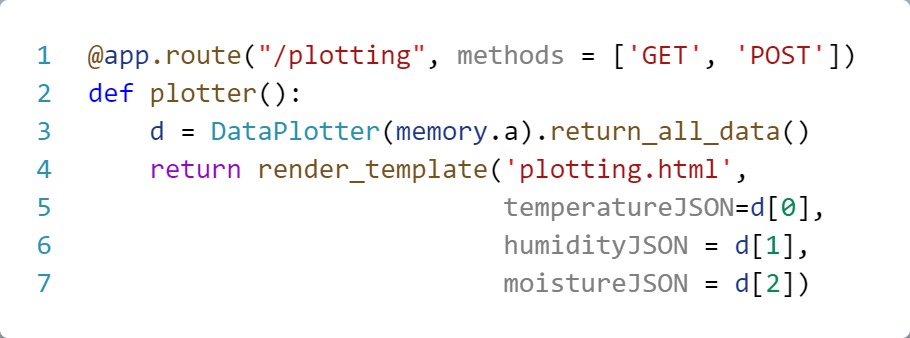 1 @app.route("/plotting", methods = ['GET', 'POST'])
2 def plotter():
3     d = DataPlotter(memory.a).return_all_data()
4     return render_template('plotting.html',
5                            temperatureJSON=d[0],
6                            humidityJSON = d[1],
7                            moistureJSON = d[2])